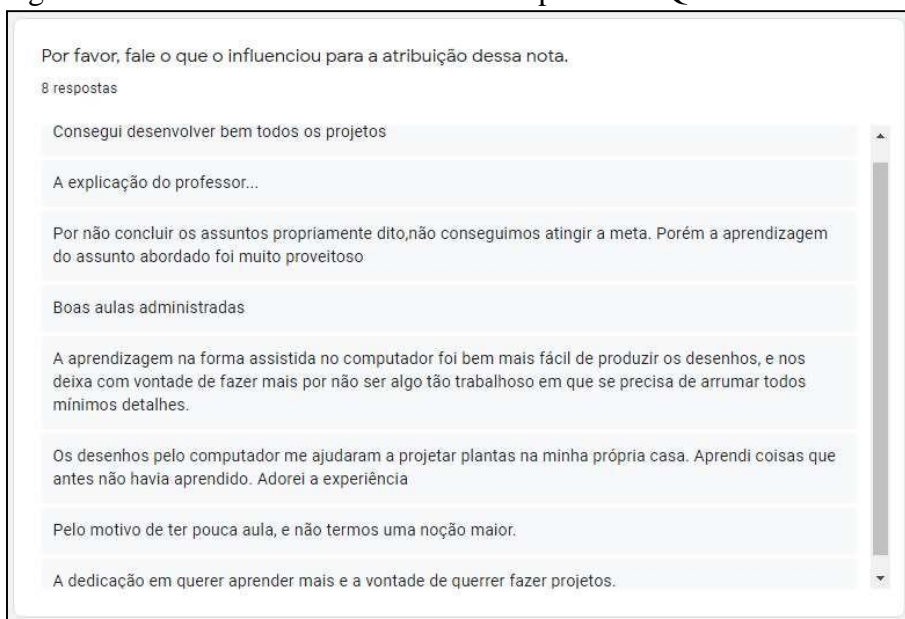 Por favor, fale o que o influenciou para a atribuição dessa nota.
8 respostas
Consegui desenvolver bem todos os projetos
A explicação do professor...
Por não concluir os assuntos propriamente dito,não conseguimos atingir a meta. Porém a aprendizagem
do assunto abordado foi muito proveitoso
Boas aulas administradas
A aprendizagem na forma assistida no computador foi bem mais fácil de produzir os desenhos, e nos
deixa com vontade de fazer mais por não ser algo tão trabalhoso em que se precisa de arrumar todos
mínimos detalhes.
Os desenhos pelo computador me ajudaram a projetar plantas na minha própria casa. Aprendi coisas que
antes não havia aprendido. Adorei a experiência
Pelo motivo de ter pouca aula, e não termos uma noção maior.
A dedicação em querer aprender mais e a vontade de querrer fazer projetos.